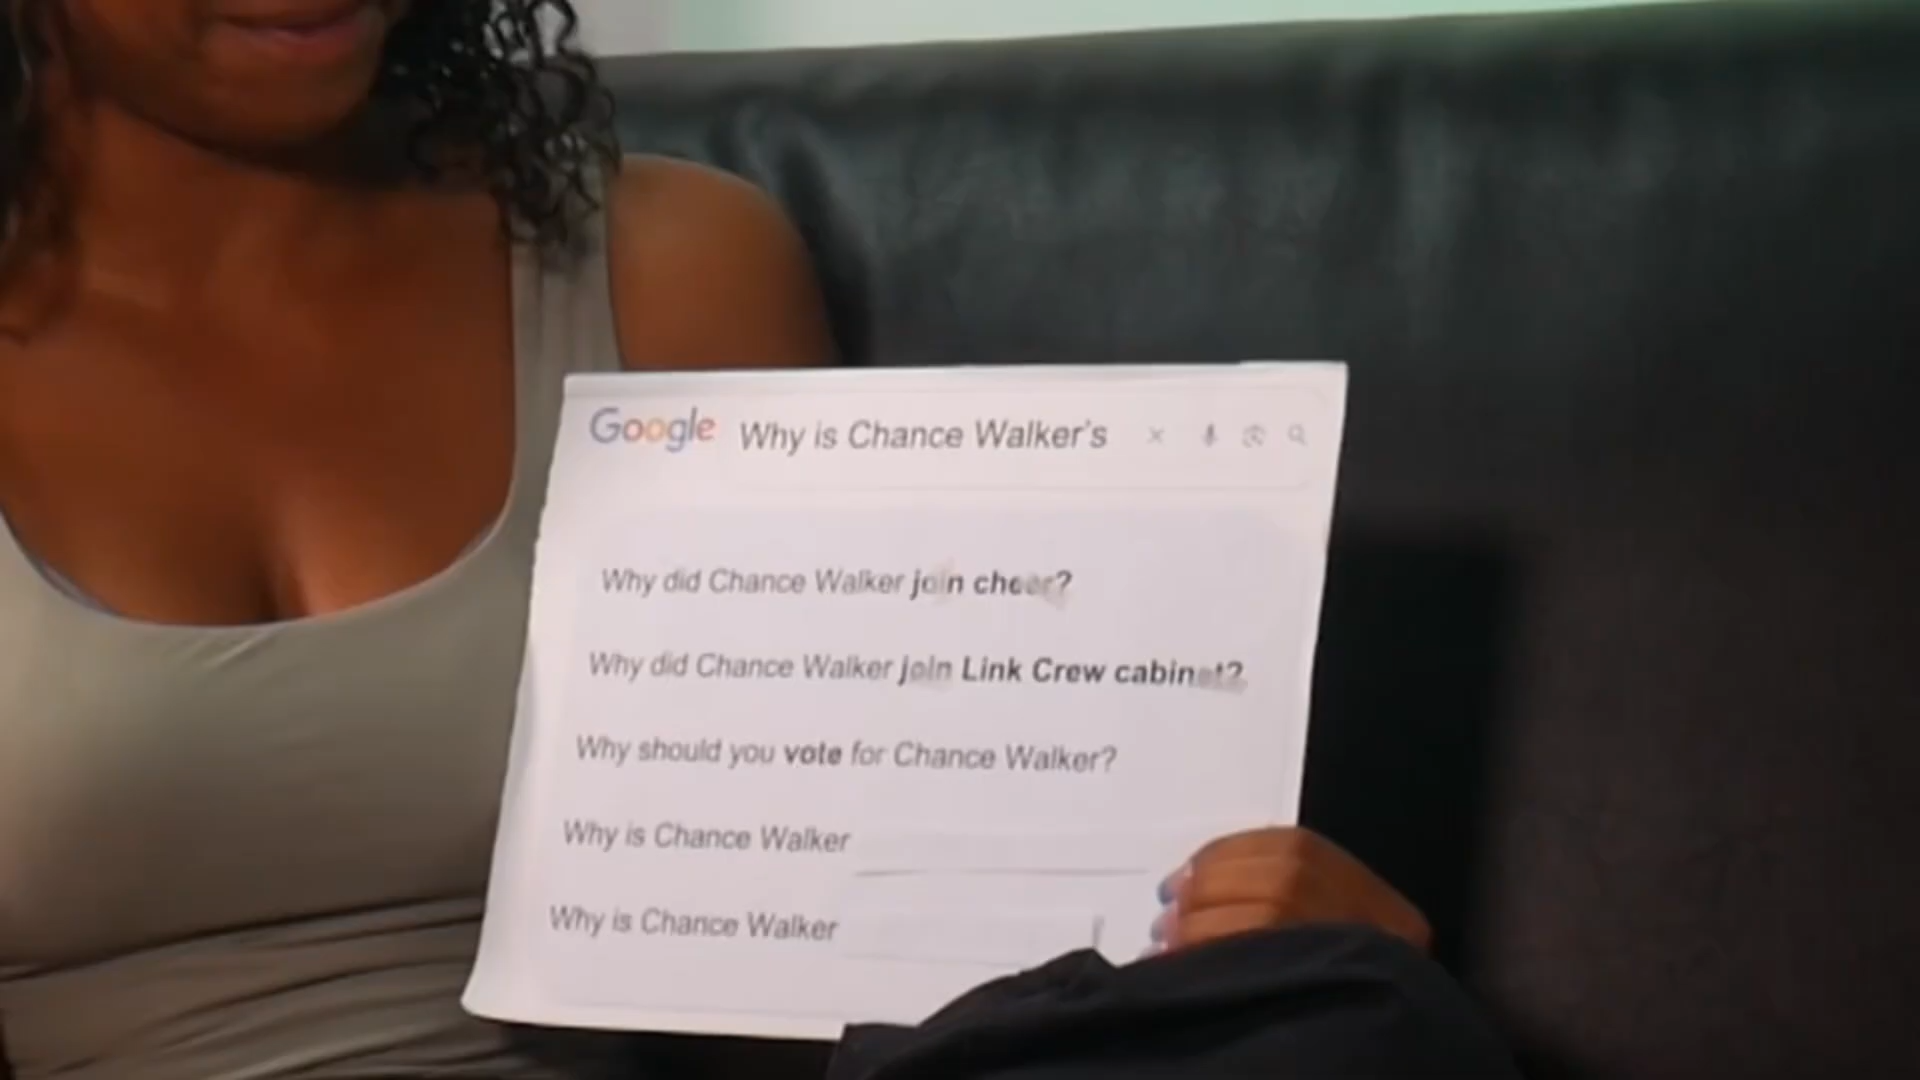 Google Why is Chance Walker's
Why did Chance Walker join cheer?
Why did Chance Walker join Link Crew cabinet?
Why should you vote for Chance Walker?
Why is Chance Walker
Why is Chance Walker